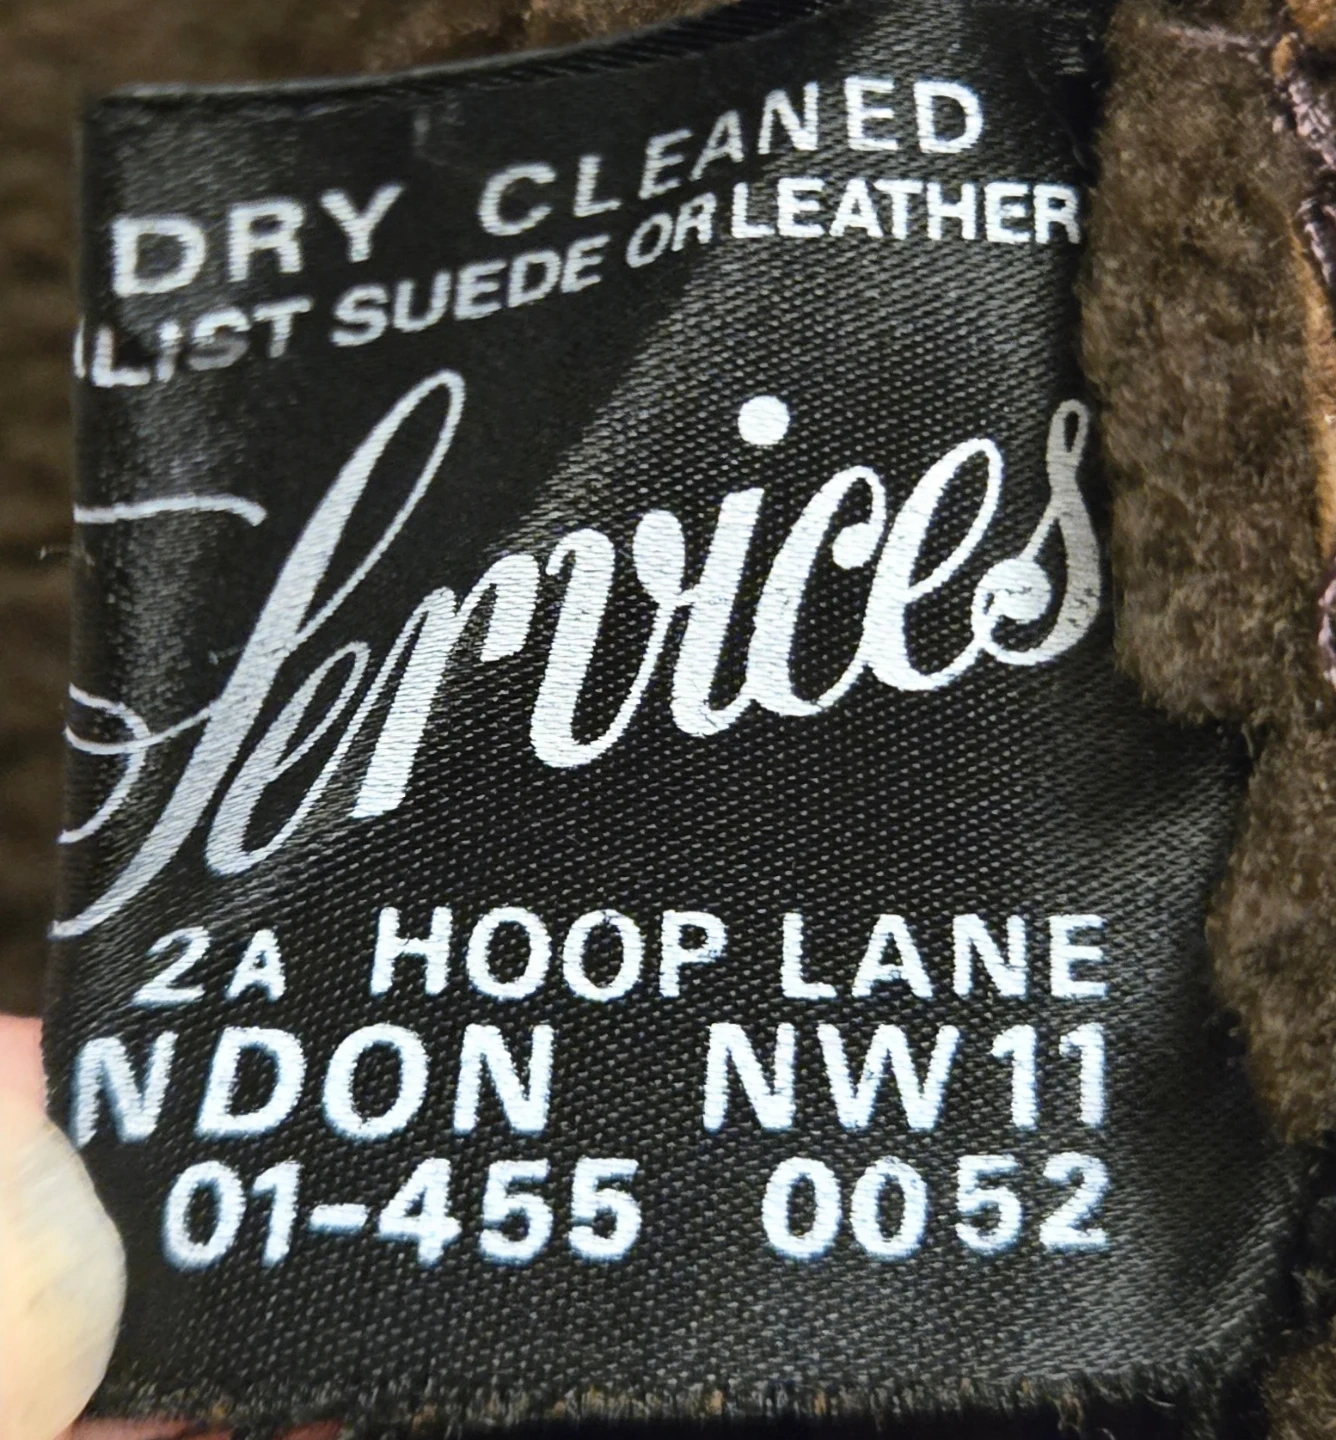 DRY CLEANED
LIST SUEDE OR LEATHER
Services
2A HOOP LANE
NDON NW11
01-455 0052